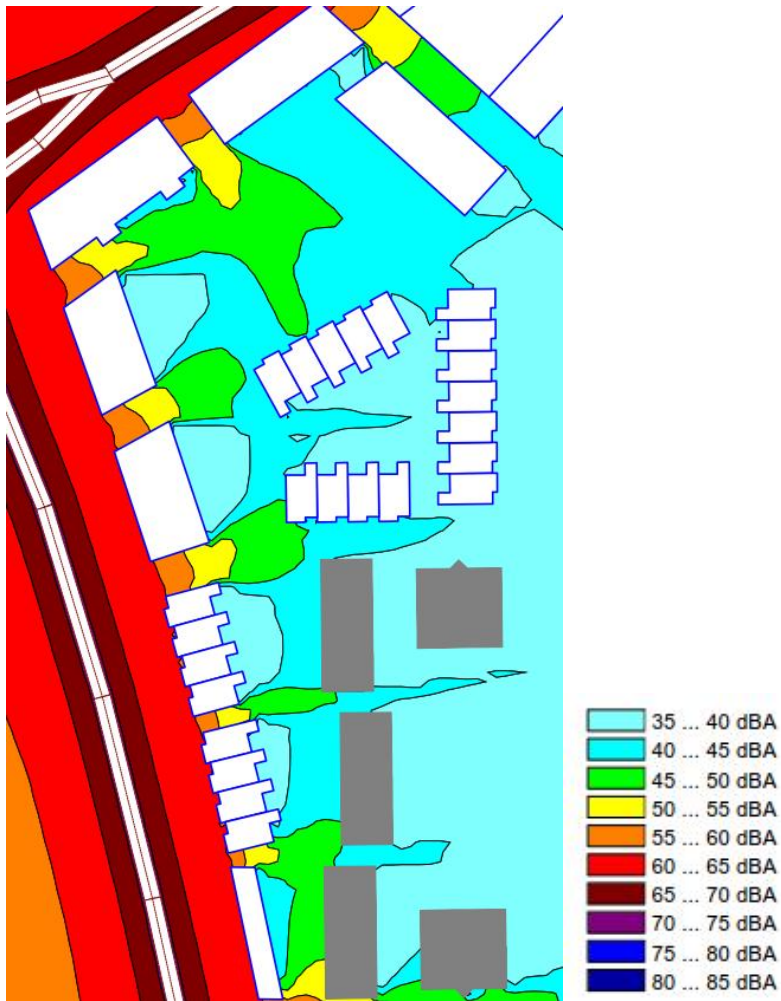 35 ... 40 dBA
40 ... 45 dBA
45 ... 50 dBA
50 ... 55 dBA
55 ... 60 dBA
60 ... 65 dBA
65 ... 70 dBA
70 ... 75 dBA
75 ... 80 dBA
80 ... 85 dBA